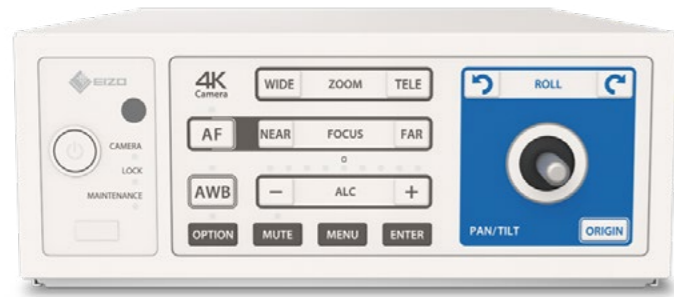 EIZO
CAMERA
LOCK
MAINTENANCE
4K
Camera
WIDE ZOOM TELE
AF NEAR FOCUS FAR
0
AWB − ALC +
OPTION MUTE MENU ENTER
ROLL
PAN/TILT ORIGIN